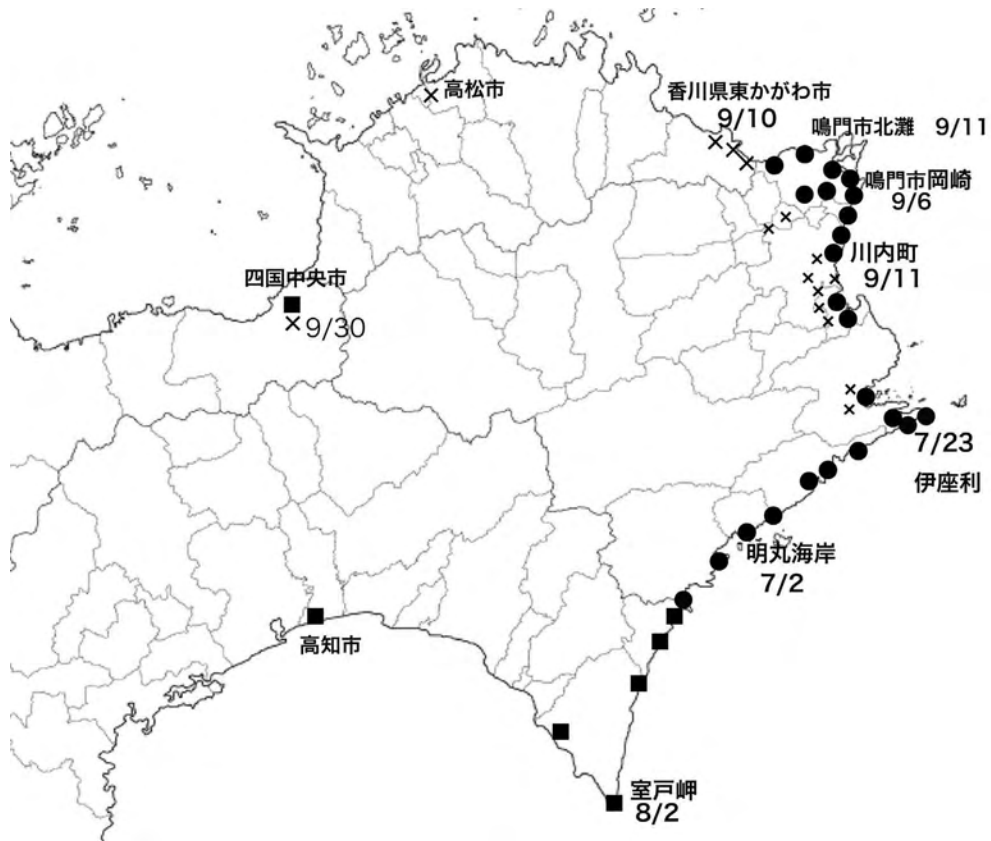 高松市
香川県東かがわ市
9/10
鳴門市北灘 9/11
鳴門市岡崎
9/6
川内町
9/11
四国中央市
9/30
7/23
伊座利
明丸海岸
7/2
高知市
室戸岬
8/2